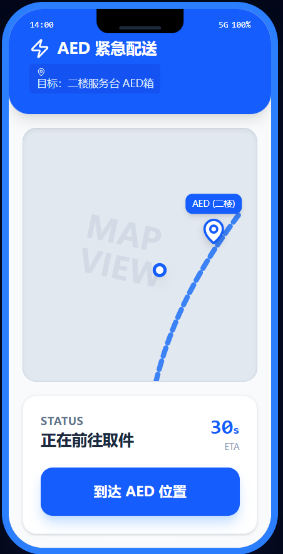 14:00
5G 100%
AED 紧急配送
目标：二楼服务台 AED箱
MAP
VIEW
AED (二楼)
STATUS
正在前往取件
30s
ETA
到达 AED 位置